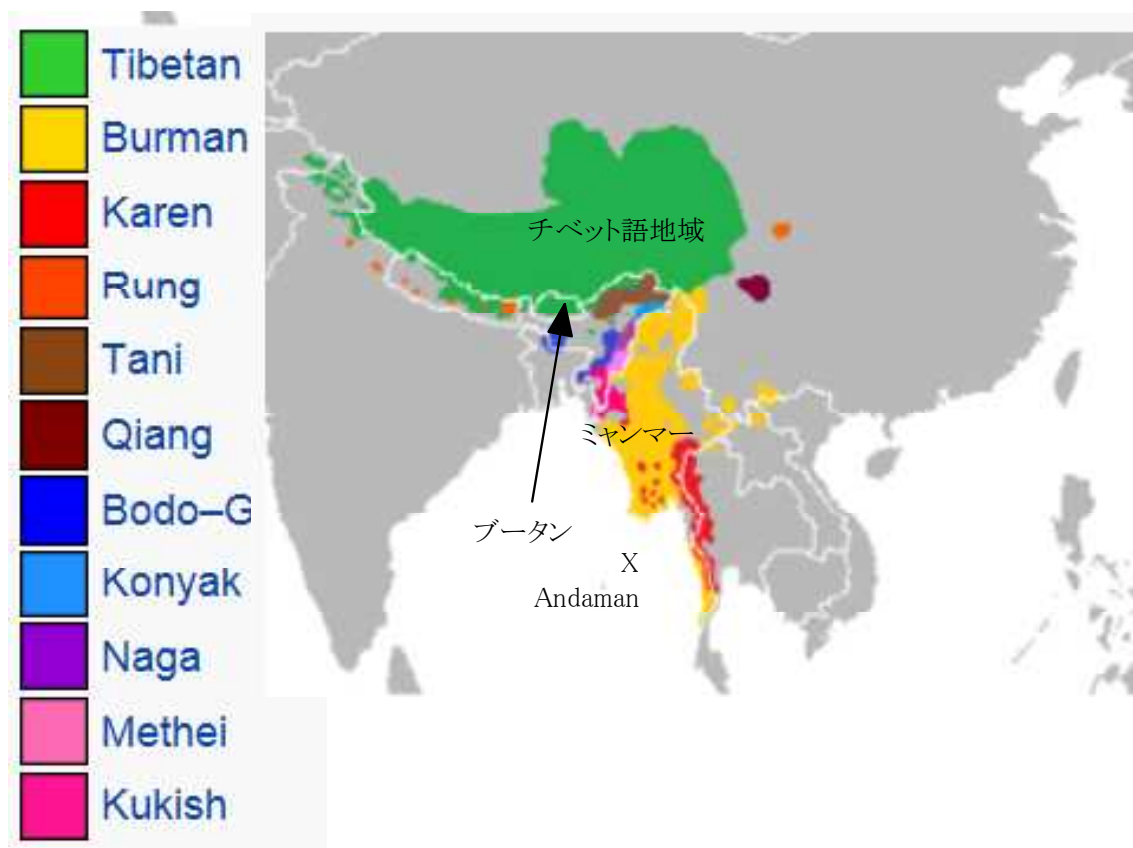 Tibetan
Burman
Karen
Rung
Tani
Qiang
Bodo–G
Konyak
Naga
Methei
Kukish
チベット語地域
ミャンマー
ブータン
X
Andaman